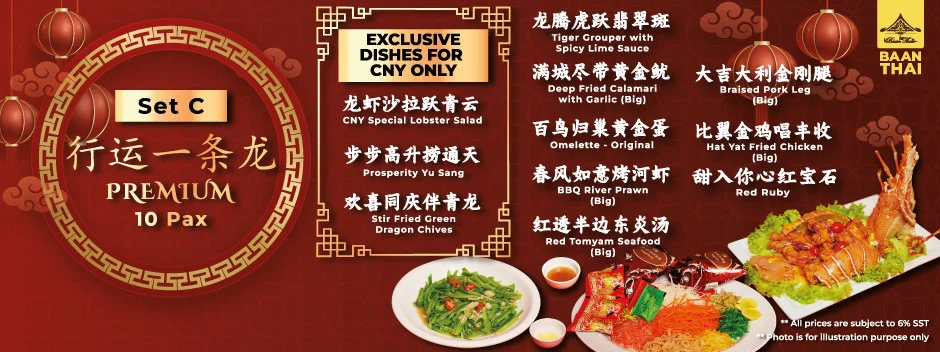 Set C
行运一条龙
PREMIUM
10 Pax
EXCLUSIVE
DISHES FOR
CNY ONLY
龙虾沙拉跃青云
CNY Special Lobster Salad
步步高升捞通天
Prosperity Yu Sang
欢喜同庆伴青龙
Stir Fried Green
Dragon Chives
龙腾虎跃翡翠斑
Tiger Grouper with
Spicy Lime Sauce
满城尽带黄金鱿
Deep Fried Calamari
with Garlic (Big)
百鸟归巢黄金蛋
Omelette - Original
春风如意烤河虾
BBQ River Prawn
(Big)
红透半边东炎汤
Red Tomyam Seafood
(Big)
大吉大利金刚腿
Braised Pork Leg
(Big)
比翼金鸡唱丰收
Hat Yat Fried Chicken
(Big)
甜入你心红宝石
Red Ruby
BAAN
THAI
** All prices are subject to 6% SST
** Photo is for illustration purpose only